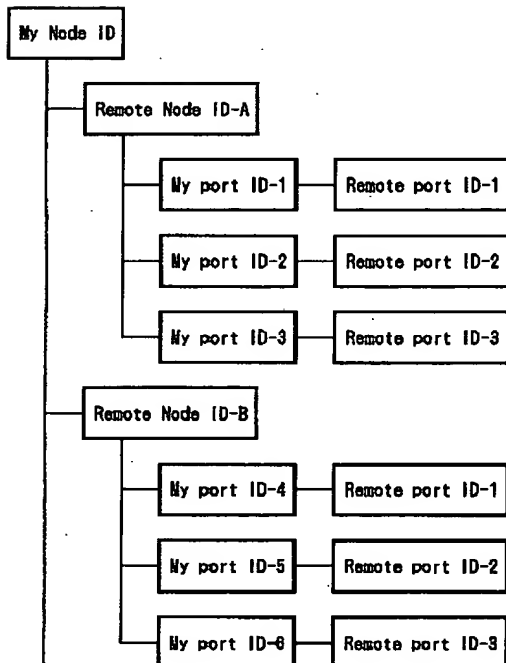 My Node ID
Remote Node ID-A
My port ID-1 Remote port ID-1
My port ID-2 Remote port ID-2
My port ID-3 Remote port ID-3
Remote Node ID-B
My port ID-4 Remote port ID-1
My port ID-5 Remote port ID-2
My port ID-6 Remote port ID-3